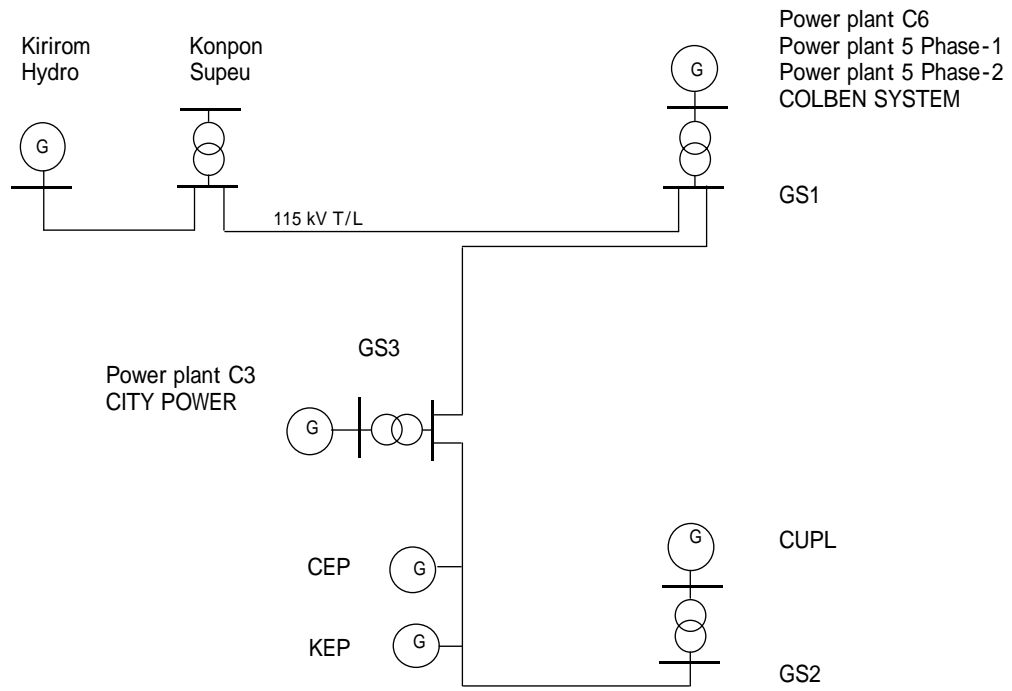 Power plant C6
Power plant 5 Phase-1
Power plant 5 Phase-2
COLBEN SYSTEM
Kirirom
Hydro
Konpon
Supeu
G
G
GS1
115 kV T/L
GS3
Power plant C3
CITY POWER
G
CUPL
G
CEP
G
KEP
G
GS2